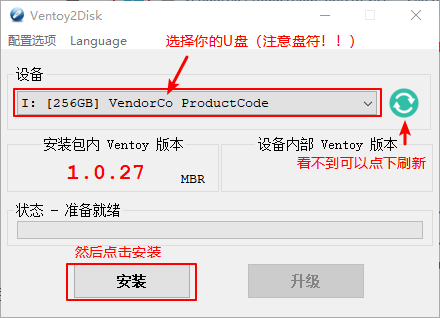 Ventoy2Disk
配置选项 Language
选择你的U盘（注意盘符！！）
设备
I: [256GB] VendorCo ProductCode
安装包内 Ventoy 版本
设备内部 Ventoy 版本
看不到可以点下刷新
1.0.27
MBR
状态 - 准备就绪
然后点击安装
安装
升级